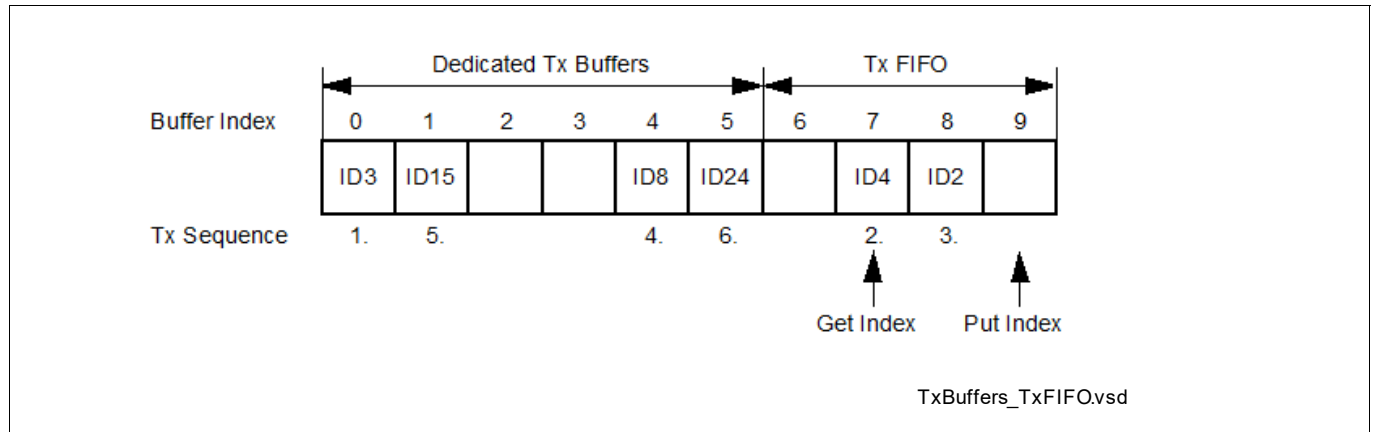 Dedicated Tx Buffers Tx FIFO
Buffer Index 0 1 2 3 4 5 6 7 8 9
ID3 ID15 ID8 ID24 ID4 ID2
Tx Sequence 1. 5. 4. 6. 2. 3.
Get Index Put Index
TxBuffers_TxFIFO.vsd